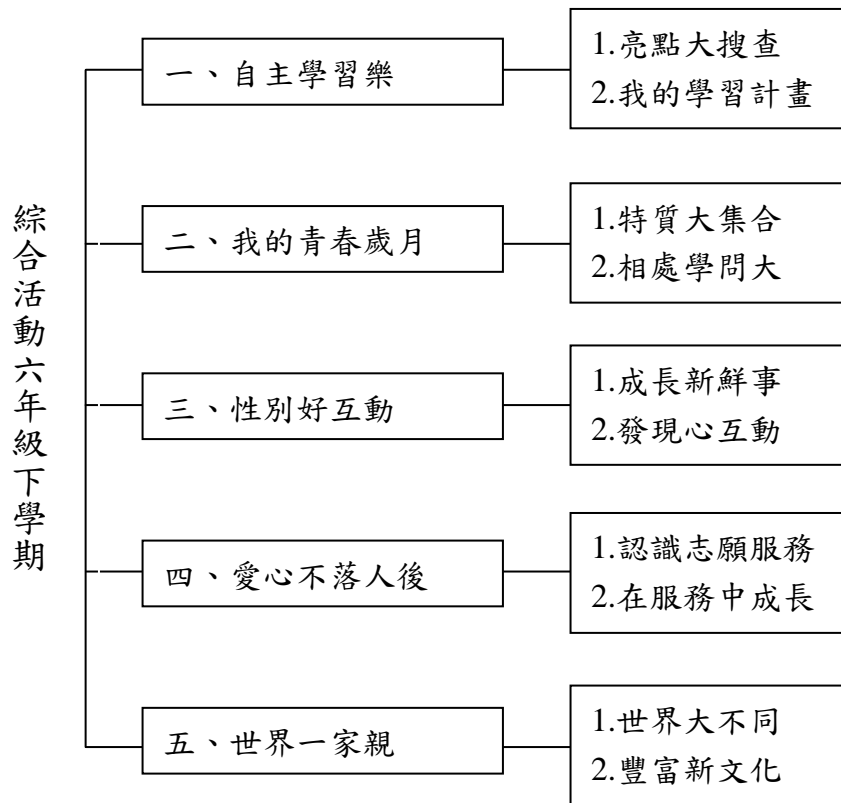 綜合活動六年級下學期
一、自主學習樂
1.亮點大搜查
2.我的學習計畫
二、我的青春歲月
1.特質大集合
2.相處學問大
三、性別好互動
1.成長新鮮事
2.發現心互動
四、愛心不落人後
1.認識志願服務
2.在服務中成長
五、世界一家親
1.世界大不同
2.豐富新文化